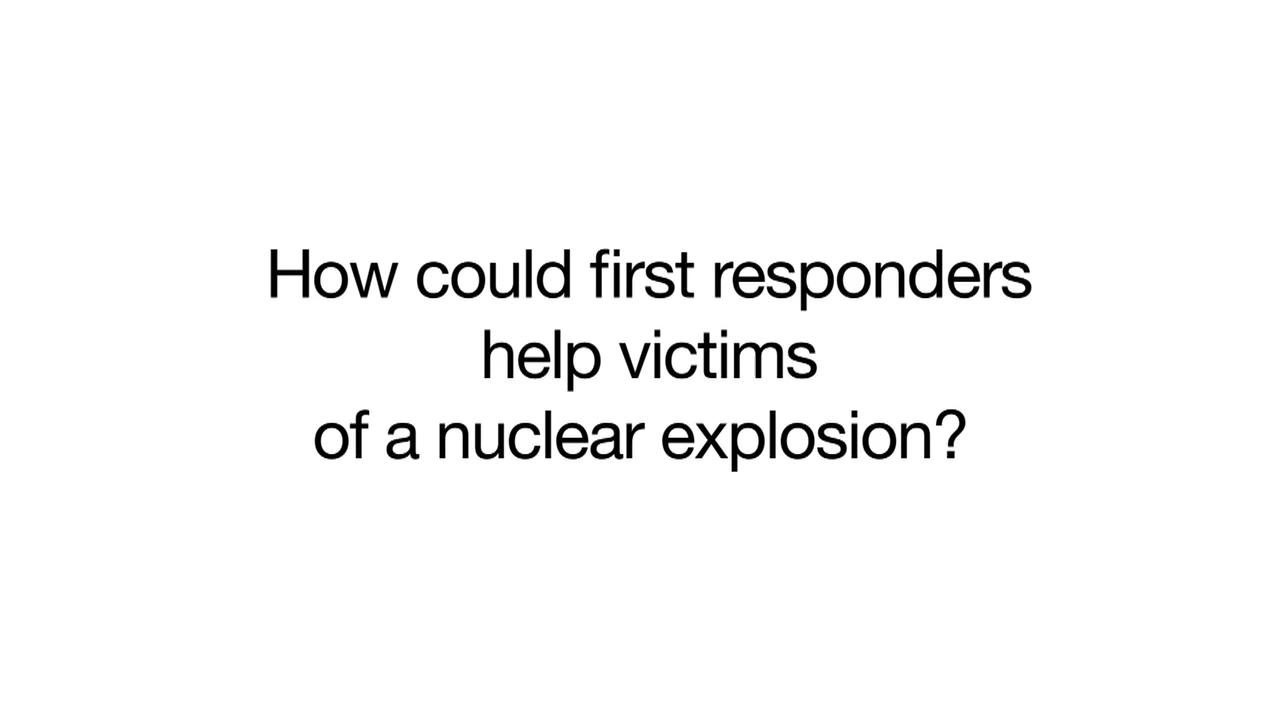 How could first responders
help victims
of a nuclear explosion?